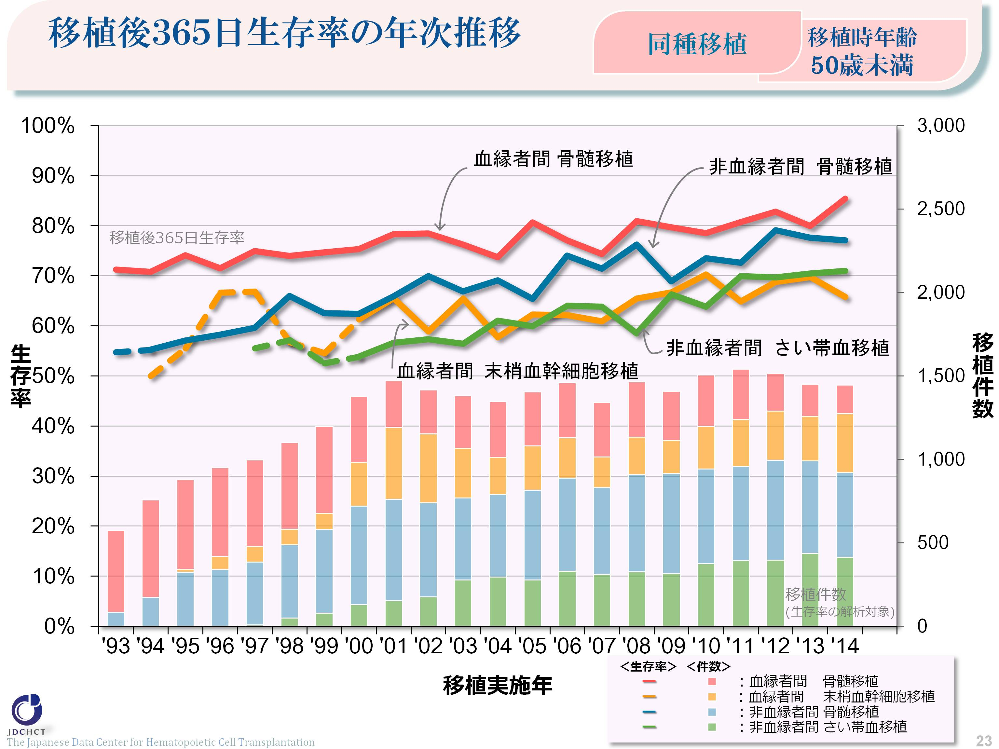 移植後365日生存率の年次推移
同種移植
移植時年齢
50歳未満
100%
90%
80%
70%
60%
50%
40%
30%
20%
10%
0%
生存率
3,000
2,500
2,000
1,500
1,000
500
0
移植件数
移植後365日生存率
血縁者間 骨髄移植
非血縁者間 骨髄移植
非血縁者間 さい帯血移植
血縁者間 末梢血幹細胞移植
移植件数
(生存率の解析対象)
'93 '94 '95 '96 '97 '98 '99 '00 '01 '02 '03 '04 '05 '06 '07 '08 '09 '10 '11 '12 '13 '14
移植実施年
＜生存率＞ ＜件数＞
：血縁者間 骨髄移植
：血縁者間 末梢血幹細胞移植
：非血縁者間 骨髄移植
：非血縁者間 さい帯血移植
JDCHCT
The Japanese Data Center for Hematopoietic Cell Transplantation
23